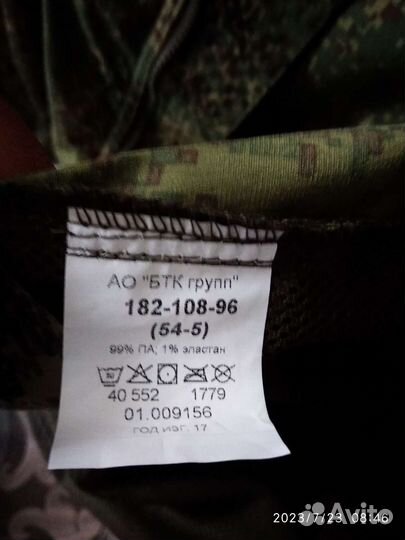 АО "БТК групп"
182-108-96
(54-5)
99% ПА, 1% эластан
40 552 1779
01.009156
год изг. 17
2023/7/23 08:46
Avito